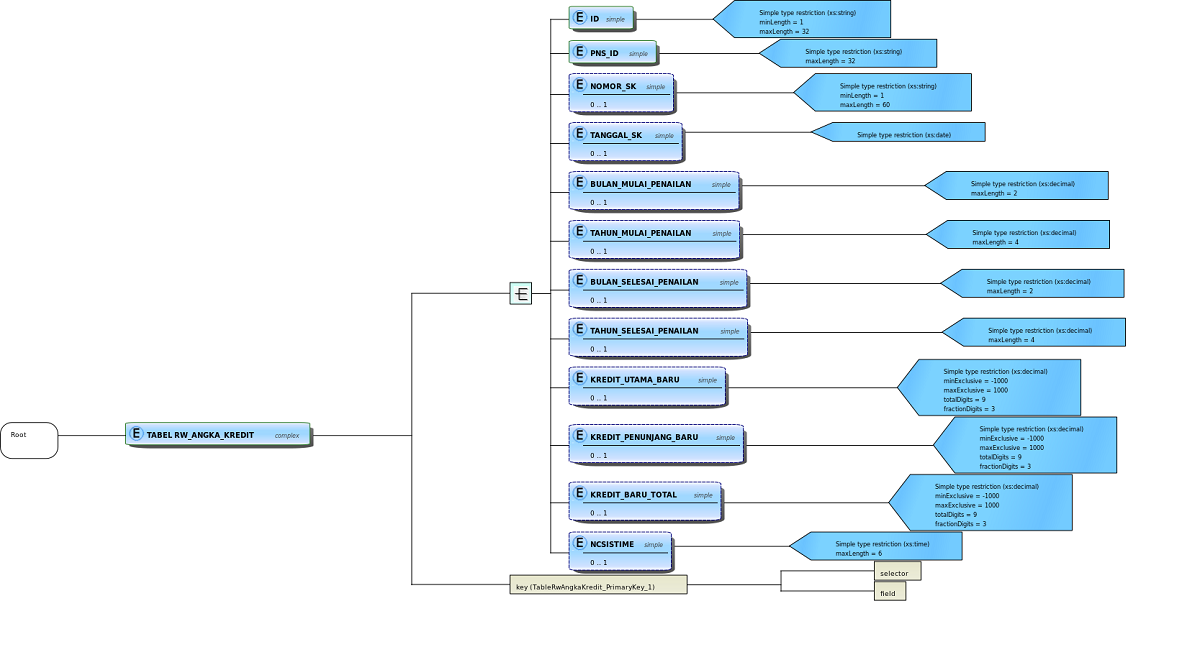 E ID simple
Simple type restriction (xs:string)
minLength = 1
maxLength = 32
E PNS_ID simple
Simple type restriction (xs:string)
maxLength = 32
E NOMOR_SK simple
0 .. 1
Simple type restriction (xs:string)
minLength = 1
maxLength = 60
E TANGGAL_SK simple
0 .. 1
Simple type restriction (xs:date)
E BULAN_MULAI_PENAILAN simple
0 .. 1
Simple type restriction (xs:decimal)
maxLength = 2
E TAHUN_MULAI_PENAILAN simple
0 .. 1
Simple type restriction (xs:decimal)
maxLength = 4
E BULAN_SELESAI_PENAILAN simple
0 .. 1
Simple type restriction (xs:decimal)
maxLength = 2
E TAHUN_SELESAI_PENAILAN simple
0 .. 1
Simple type restriction (xs:decimal)
maxLength = 4
E KREDIT_UTAMA_BARU simple
0 .. 1
Simple type restriction (xs:decimal)
minExclusive = -1000
maxExclusive = 1000
totalDigits = 9
fractionDigits = 3
Root
E TABEL RW_ANGKA_KREDIT complex
E KREDIT_PENUNJANG_BARU simple
0 .. 1
Simple type restriction (xs:decimal)
minExclusive = -1000
maxExclusive = 1000
totalDigits = 9
fractionDigits = 3
E KREDIT_BARU_TOTAL simple
0 .. 1
Simple type restriction (xs:decimal)
minExclusive = -1000
maxExclusive = 1000
totalDigits = 9
fractionDigits = 3
E NCSISTIME simple
0 .. 1
Simple type restriction (xs:time)
maxLength = 6
key (TableRwAngkaKredit_PrimaryKey_1)
selector
field